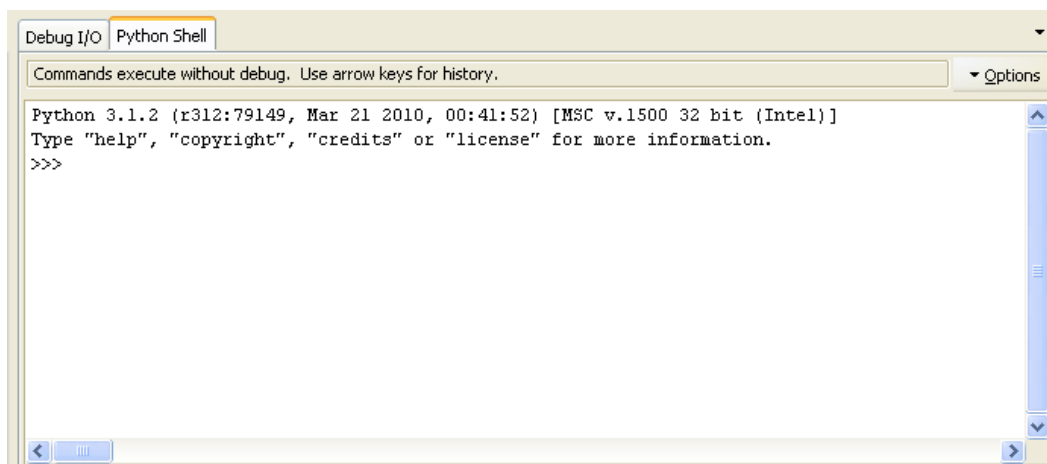 Debug I/O Python Shell
Commands execute without debug. Use arrow keys for history.
Options
Python 3.1.2 (r312:79149, Mar 21 2010, 00:41:52) [MSC v.1500 32 bit (Intel)]
Type "help", "copyright", "credits" or "license" for more information.
>>>